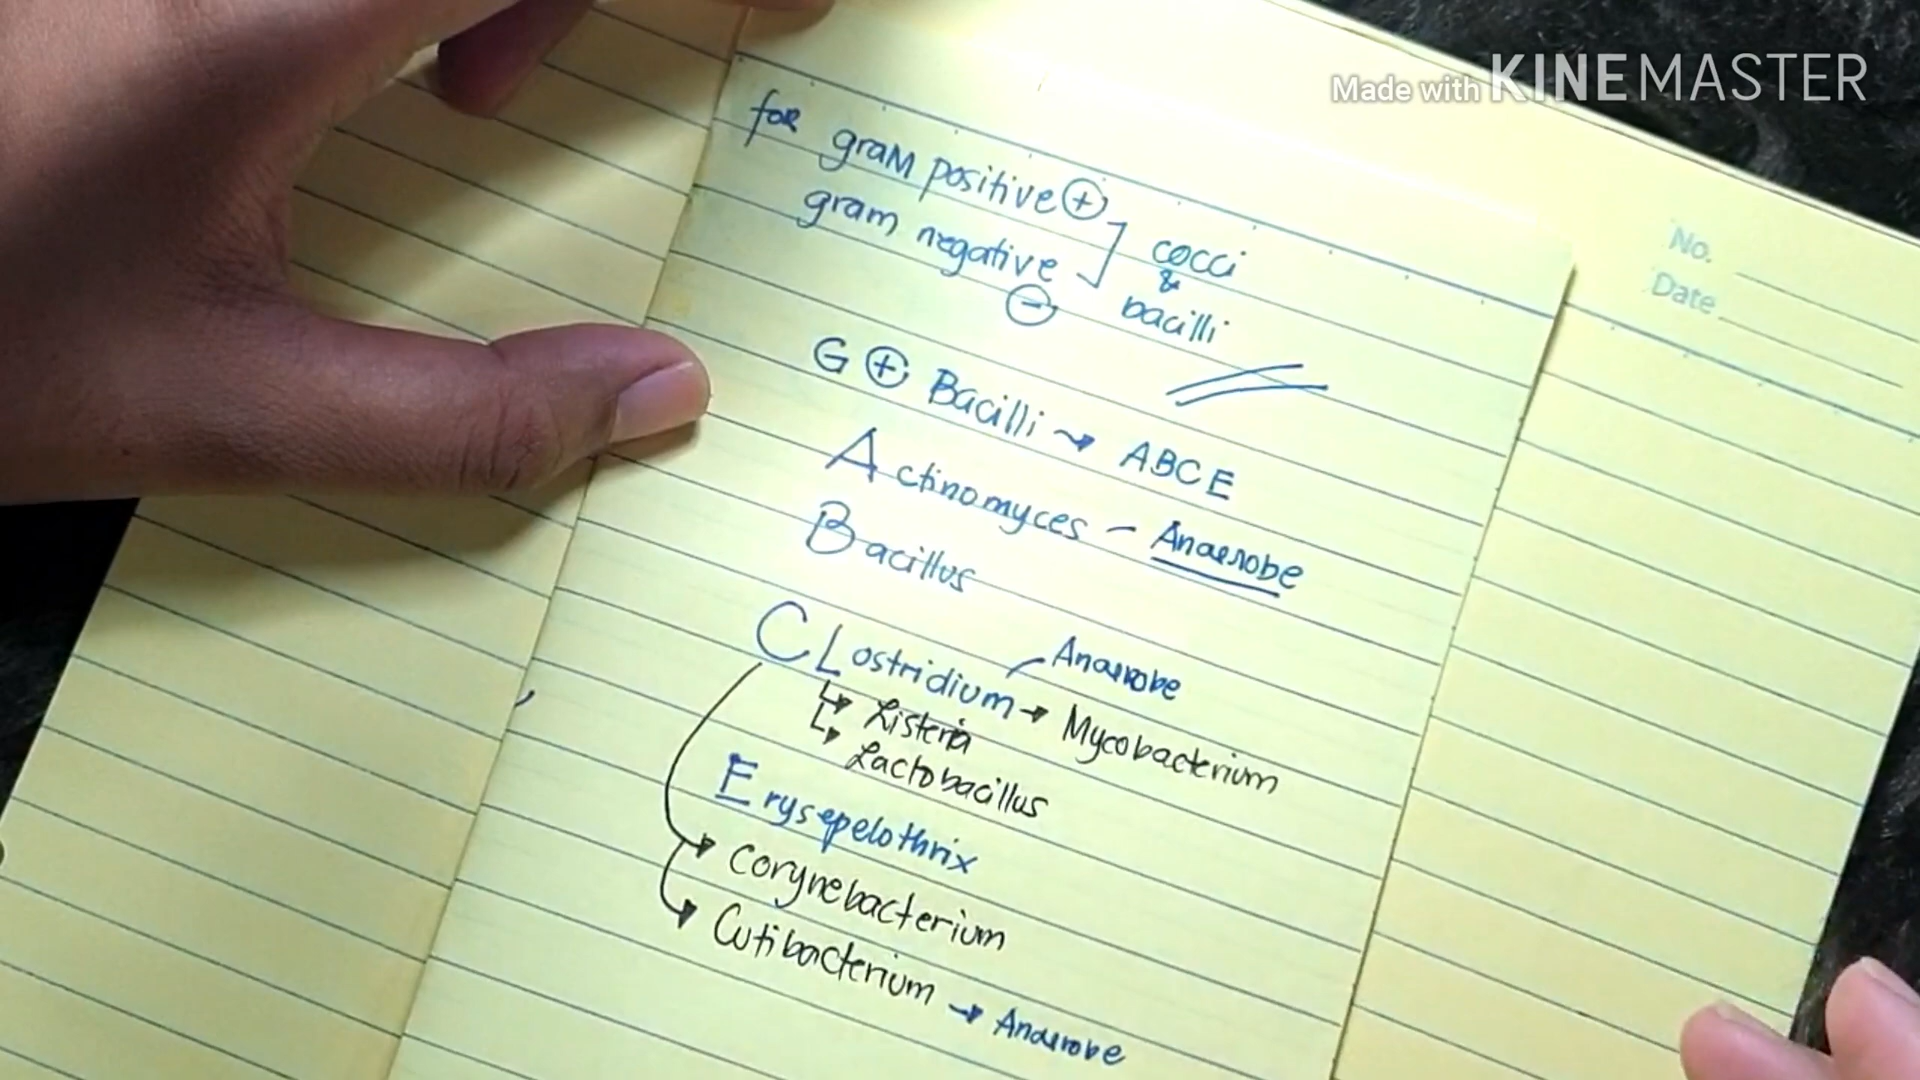 Made with KINEMASTER
No.
Date
for gram positive ⊕
gram negative ⊖
cocci
&
bacilli
G ⊕ Bacilli → ABCE
Actinomyces - Anaerobe
Bacillus
CLostridium → Mycobacterium
Anaerobe
→ Listeria
→ Lactobacillus
Erysepelothrix
→ Corynebacterium
→ Cutibacterium → Anaerobe